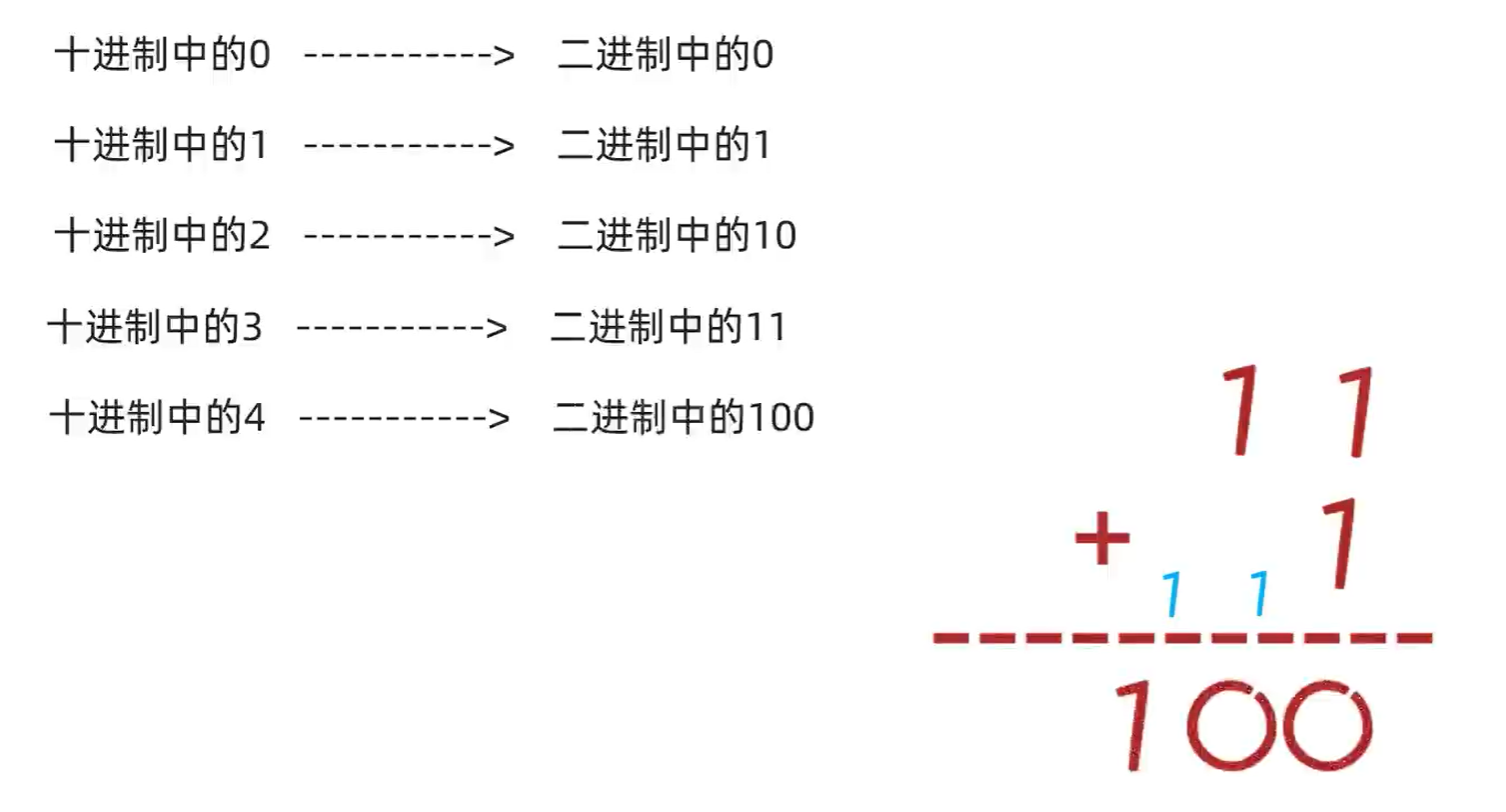 十进制中的0 -----------> 二进制中的0
十进制中的1 -----------> 二进制中的1
十进制中的2 -----------> 二进制中的10
十进制中的3 -----------> 二进制中的11
十进制中的4 -----------> 二进制中的100
1 1
+ 1
1 1
-----------
100